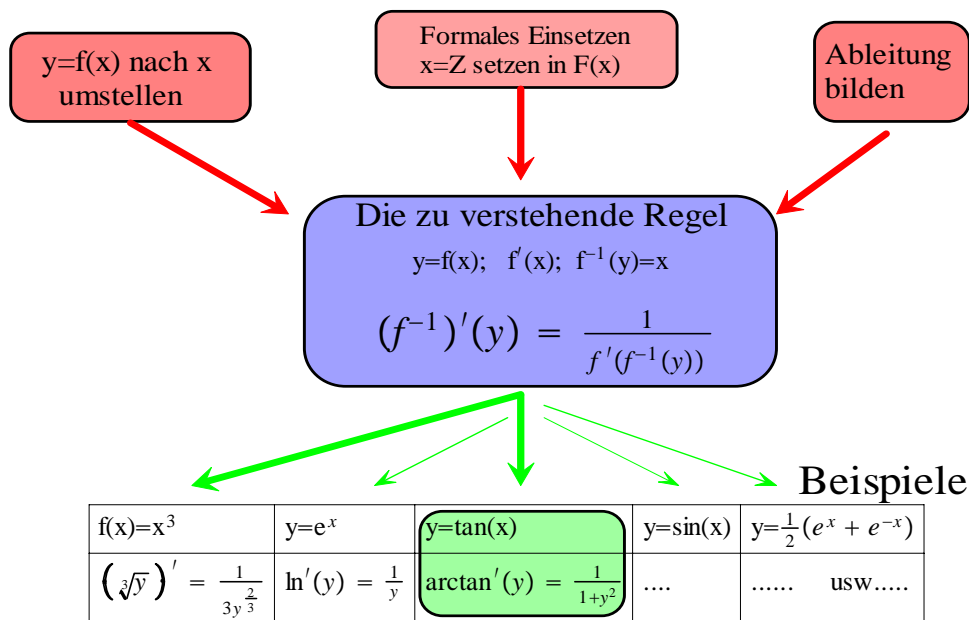 y=f(x) nach x
umstellen
Formales Einsetzen
x=Z setzen in F(x)
Ableitung
bilden
Die zu verstehende Regel
y=f(x); f′(x); f⁻¹(y)=x
(f⁻¹)′(y) = 1/(f′(f⁻¹(y)))
Beispiele
f(x)=x³ y=eˣ y=tan(x) y=sin(x) y=½(eˣ + e⁻ˣ)
(∛y)′ = 1/(3y^(2/3)) ln′(y) = 1/y arctan′(y) = 1/(1+y²) .... ...... usw.....